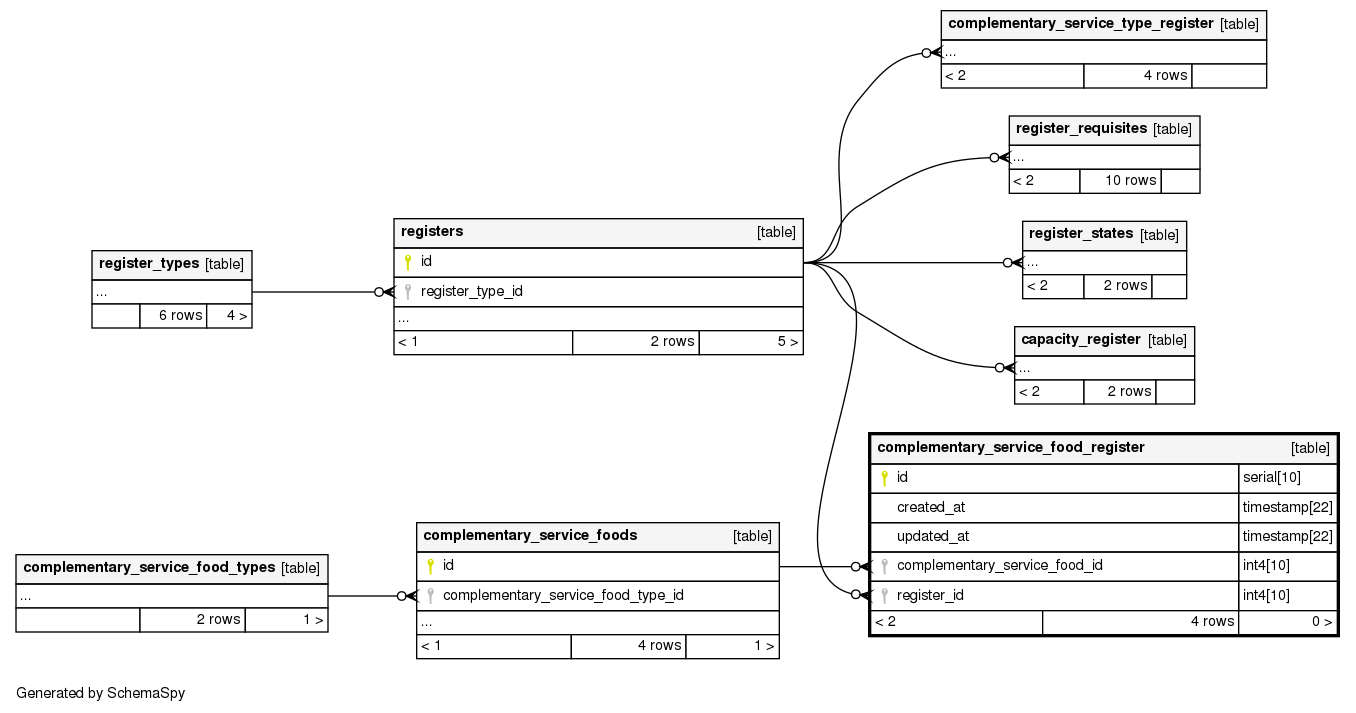 complementary_service_type_register [table]
...
< 2 4 rows
register_requisites [table]
...
< 2 10 rows
register_states [table]
...
< 2 2 rows
capacity_register [table]
...
< 2 2 rows
registers [table]
id
register_type_id
...
< 1 2 rows 5 >
register_types [table]
...
6 rows 4 >
complementary_service_food_register [table]
id serial[10]
created_at timestamp[22]
updated_at timestamp[22]
complementary_service_food_id int4[10]
register_id int4[10]
< 2 4 rows 0 >
complementary_service_foods [table]
id
complementary_service_food_type_id
...
< 1 4 rows 1 >
complementary_service_food_types [table]
...
2 rows 1 >
Generated by SchemaSpy